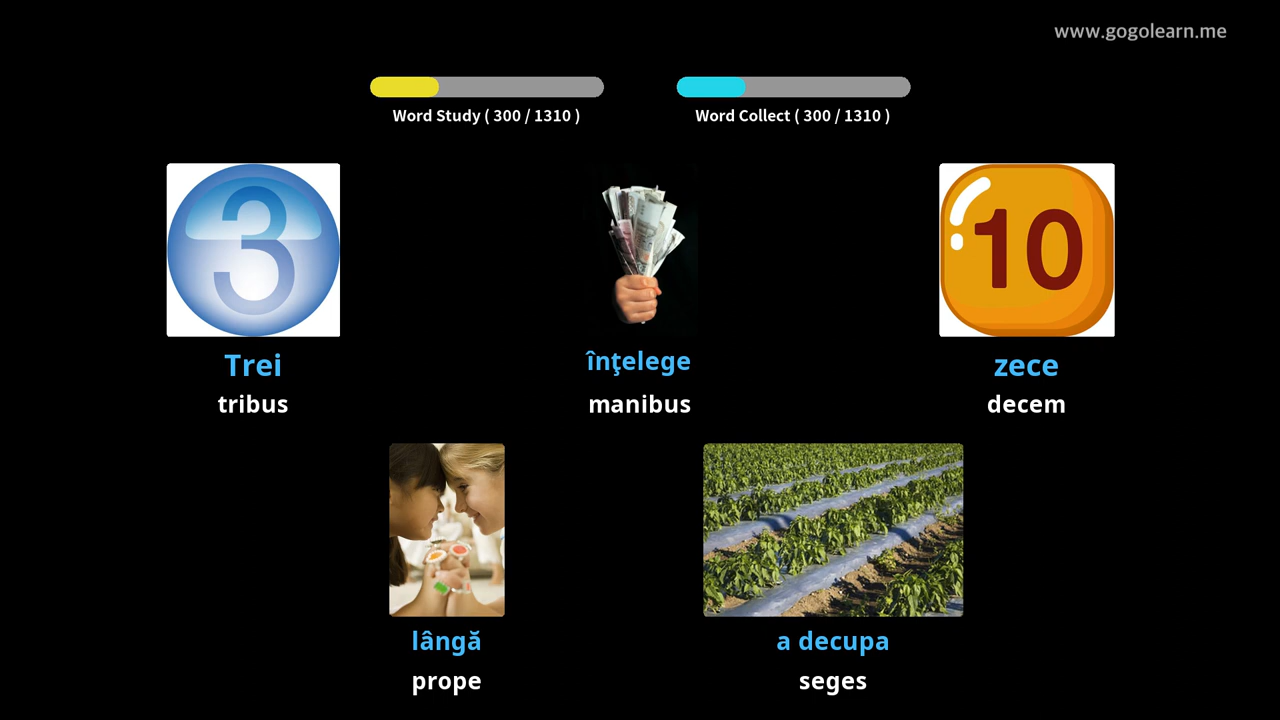 www.gogolearn.me
Word Study ( 300 / 1310 )
Word Collect ( 300 / 1310 )
3
10
Trei
înţelege
zece
tribus
manibus
decem
lângă
a decupa
prope
seges